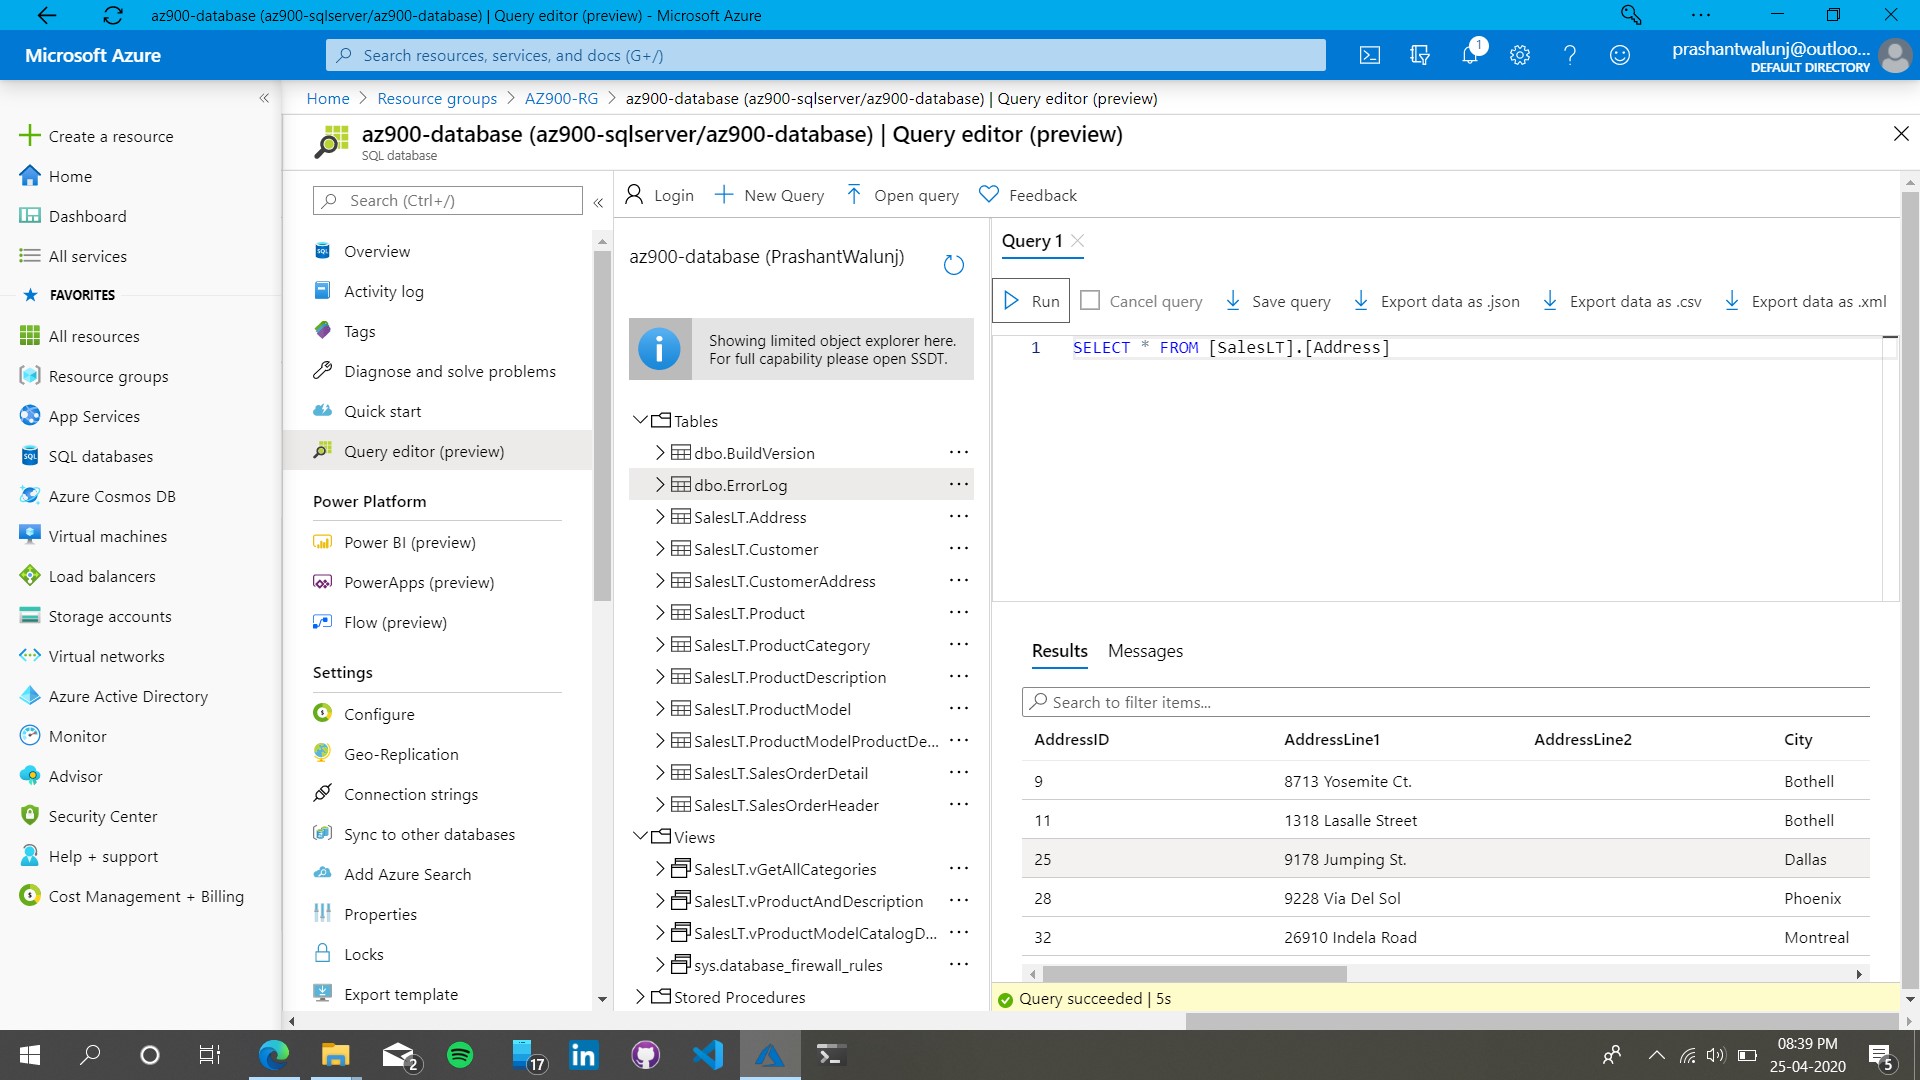 az900-database (az900-sqlserver/az900-database) | Query editor (preview) - Microsoft Azure
Microsoft Azure
Search resources, services, and docs (G+/)
1
prashantwalunj@outloo...
DEFAULT DIRECTORY
Home > Resource groups > AZ900-RG > az900-database (az900-sqlserver/az900-database) | Query editor (preview)
az900-database (az900-sqlserver/az900-database) | Query editor (preview)
SQL database
Create a resource
Home
Dashboard
All services
FAVORITES
All resources
Resource groups
App Services
SQL databases
Azure Cosmos DB
Virtual machines
Load balancers
Storage accounts
Virtual networks
Azure Active Directory
Monitor
Advisor
Security Center
Help + support
Cost Management + Billing
Search (Ctrl+/)
Overview
Activity log
Tags
Diagnose and solve problems
Quick start
Query editor (preview)
Power Platform
Power BI (preview)
PowerApps (preview)
Flow (preview)
Settings
Configure
Geo-Replication
Connection strings
Sync to other databases
Add Azure Search
Properties
Locks
Export template
Login
New Query
Open query
Feedback
az900-database (PrashantWalunj)
Showing limited object explorer here.
For full capability please open SSDT.
Tables
dbo.BuildVersion
dbo.ErrorLog
SalesLT.Address
SalesLT.Customer
SalesLT.CustomerAddress
SalesLT.Product
SalesLT.ProductCategory
SalesLT.ProductDescription
SalesLT.ProductModel
SalesLT.ProductModelProductDe...
SalesLT.SalesOrderDetail
SalesLT.SalesOrderHeader
Views
SalesLT.vGetAllCategories
SalesLT.vProductAndDescription
SalesLT.vProductModelCatalogD...
sys.database_firewall_rules
Stored Procedures
Query 1
Run
Cancel query
Save query
Export data as .json
Export data as .csv
Export data as .xml
1 SELECT * FROM [SalesLT].[Address]
Results Messages
Search to filter items...
AddressID AddressLine1 AddressLine2 City
9 8713 Yosemite Ct. Bothell
11 1318 Lasalle Street Bothell
25 9178 Jumping St. Dallas
28 9228 Via Del Sol Phoenix
32 26910 Indela Road Montreal
Query succeeded | 5s
2
17
08:39 PM
25-04-2020
5